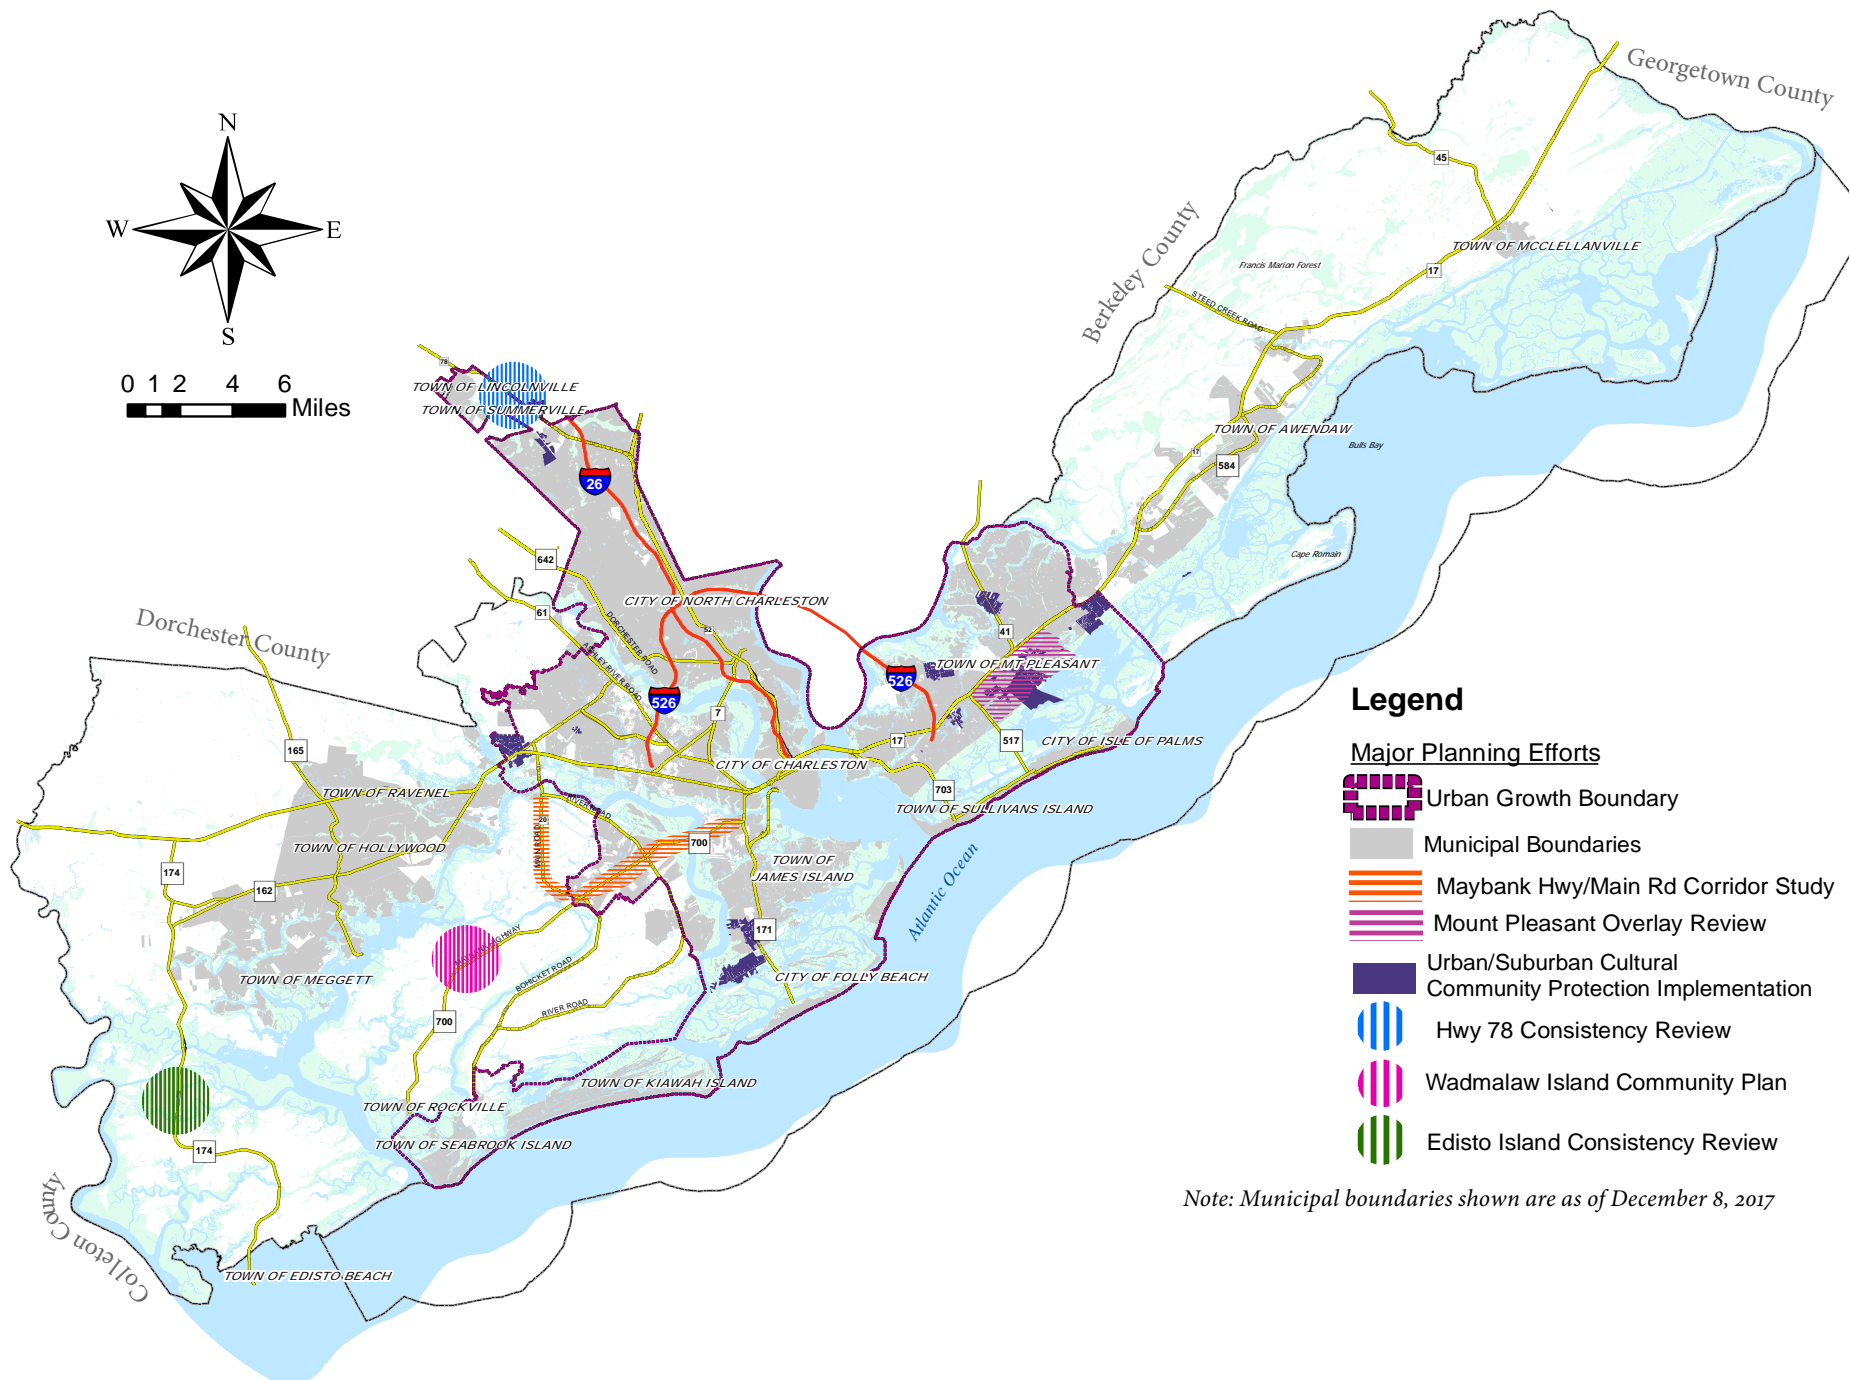 Georgetown County
N
W
E
S
45
TOWN OF MCCLELLANVILLE
Francis Marion Forest
17
Berkeley County
STEED CREEK ROAD
78
0 1 2 4 6
Miles
TOWN OF LINCOLNVILLE
TOWN OF SUMMERVILLE
TOWN OF AWENDAW
Bulls Bay
17
584
26
Cape Romain
642
CITY OF NORTH CHARLESTON
61
DORCHESTER ROAD
52
41
Dorchester County
ASHLEY RIVER ROAD
TOWN OF MT PLEASANT
526
526
7
165
17
517
CITY OF ISLE OF PALMS
CITY OF CHARLESTON
TOWN OF RAVENEL
703
RIVER ROAD
TOWN OF SULLIVANS ISLAND
MAIN ROAD
20
700
TOWN OF HOLLYWOOD
TOWN OF
JAMES ISLAND
174
162
Atlantic Ocean
171
TOWN OF MEGGETT
BOHICKET ROAD
CITY OF FOLLY BEACH
RIVER ROAD
700
TOWN OF KIAWAH ISLAND
TOWN OF ROCKVILLE
TOWN OF SEABROOK ISLAND
174
Colleton County
TOWN OF EDISTO BEACH
Legend
Major Planning Efforts
Urban Growth Boundary
Municipal Boundaries
Maybank Hwy/Main Rd Corridor Study
Mount Pleasant Overlay Review
Urban/Suburban Cultural
Community Protection Implementation
Hwy 78 Consistency Review
Wadmalaw Island Community Plan
Edisto Island Consistency Review
Note: Municipal boundaries shown are as of December 8, 2017